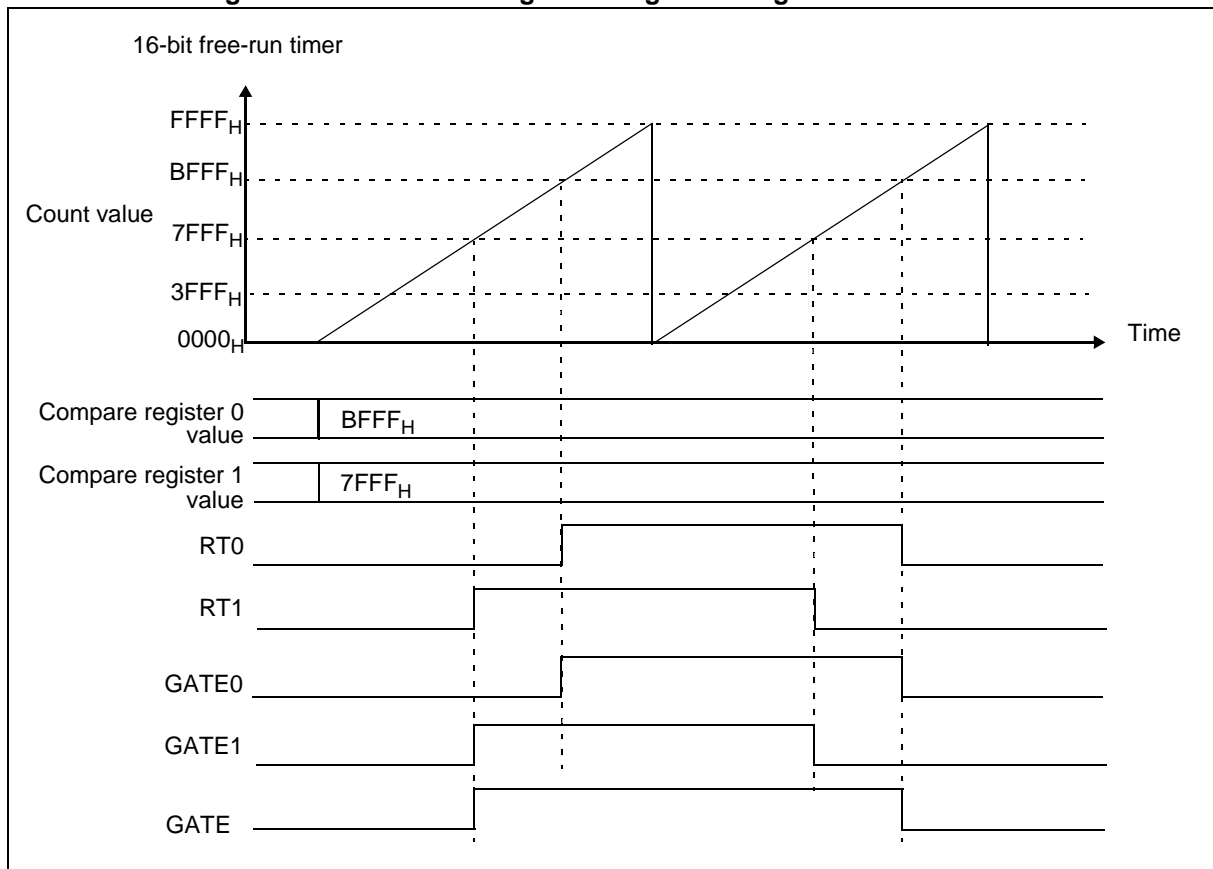 16-bit free-run timer
FFFFH
BFFFH
Count value
7FFFH
3FFFH
0000H
Time
Compare register 0
value
BFFFH
Compare register 1
value
7FFFH
RT0
RT1
GATE0
GATE1
GATE